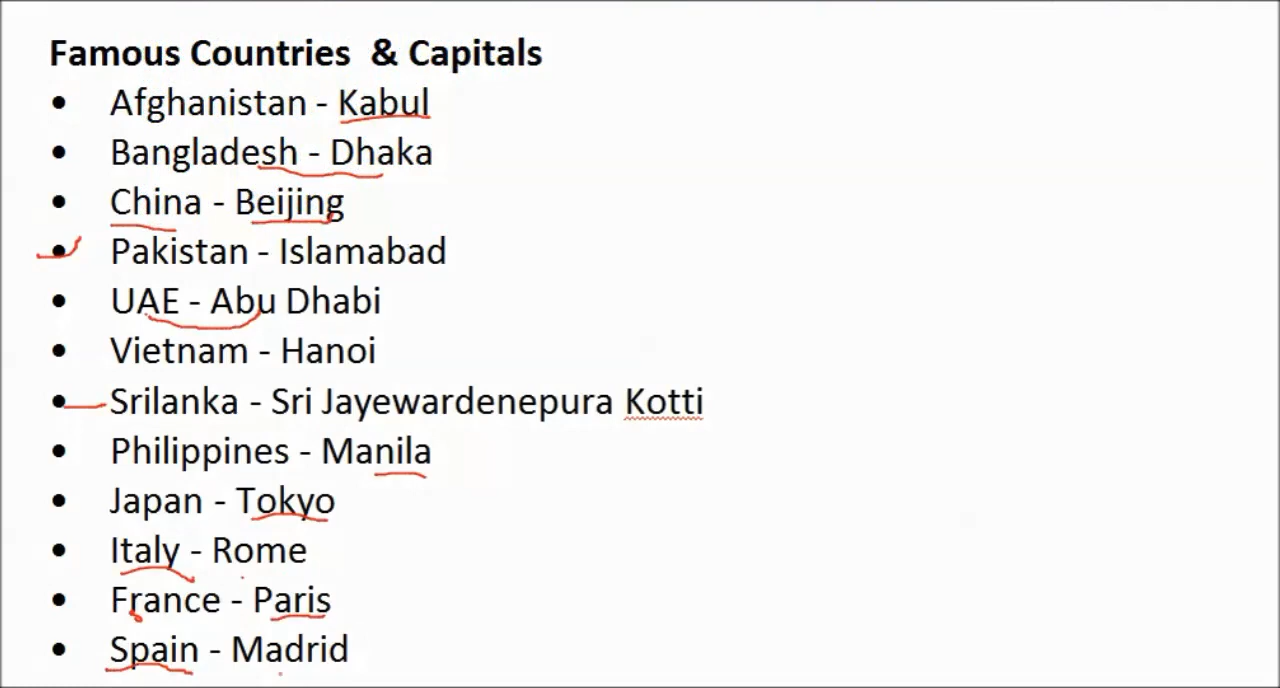 Famous Countries & Capitals
• Afghanistan - Kabul
• Bangladesh - Dhaka
• China - Beijing
• Pakistan - Islamabad
• UAE - Abu Dhabi
• Vietnam - Hanoi
• Srilanka - Sri Jayewardenepura Kotti
• Philippines - Manila
• Japan - Tokyo
• Italy - Rome
• France - Paris
• Spain - Madrid